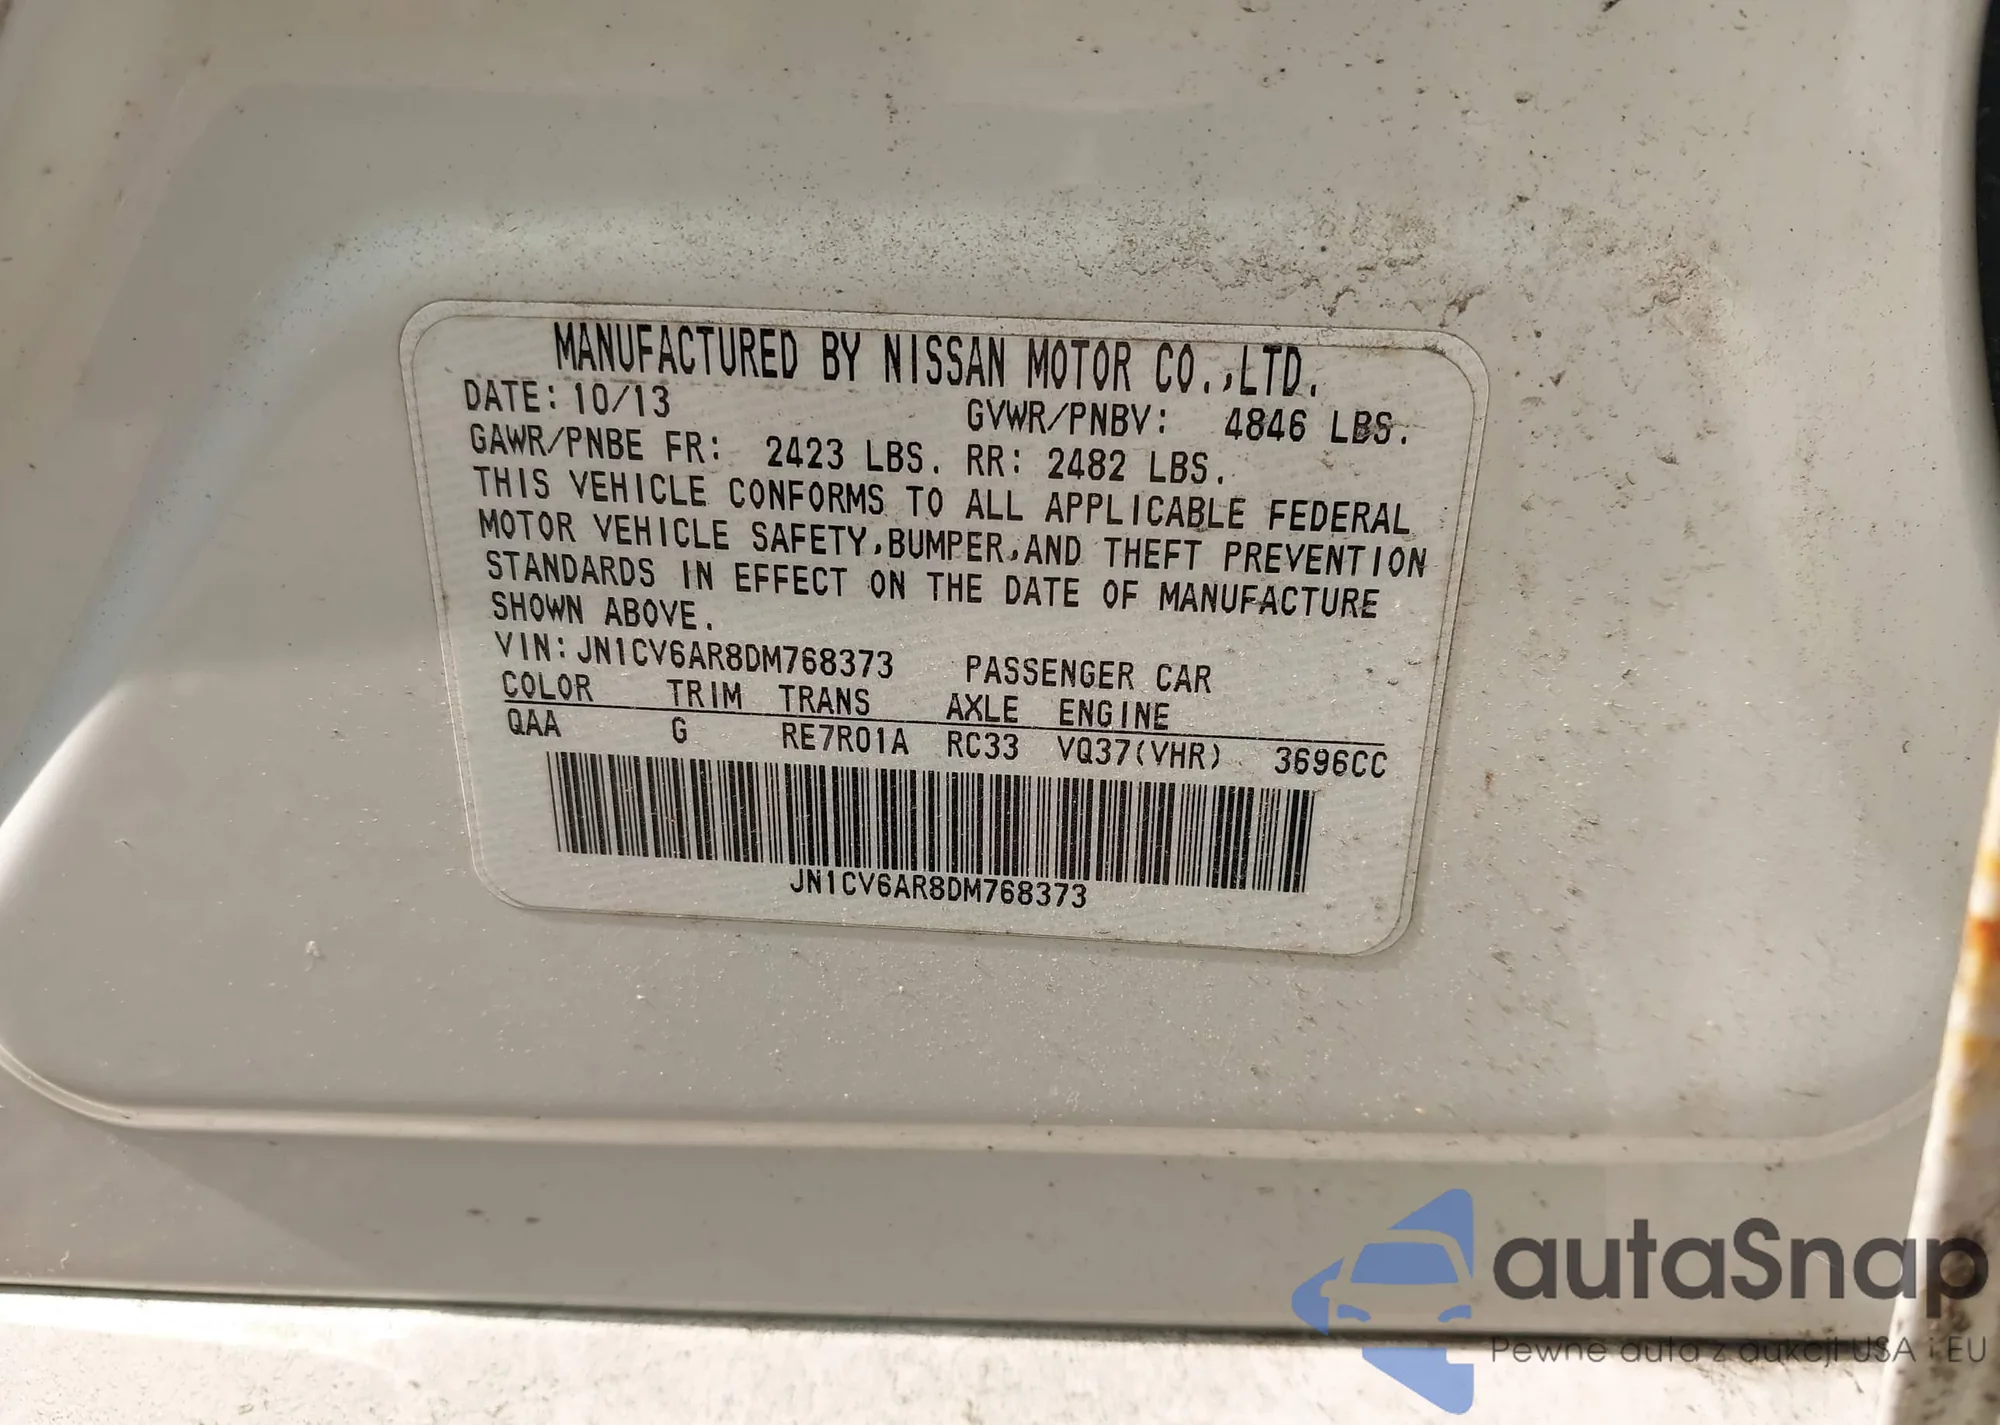 MANUFACTURED BY NISSAN MOTOR CO.,LTD.
DATE: 10/13 GVWR/PNBV: 4846 LBS.
GAWR/PNBE FR: 2423 LBS. RR: 2482 LBS.
THIS VEHICLE CONFORMS TO ALL APPLICABLE FEDERAL
MOTOR VEHICLE SAFETY,BUMPER,AND THEFT PREVENTION
STANDARDS IN EFFECT ON THE DATE OF MANUFACTURE
SHOWN ABOVE.
VIN: JN1CV6AR8DM768373 PASSENGER CAR
COLOR TRIM TRANS AXLE ENGINE
QAA G RE7R01A RC33 VQ37(VHR) 3696CC
JN1CV6AR8DM768373
autaSnap
Pewne auta z aukcji USA i EU